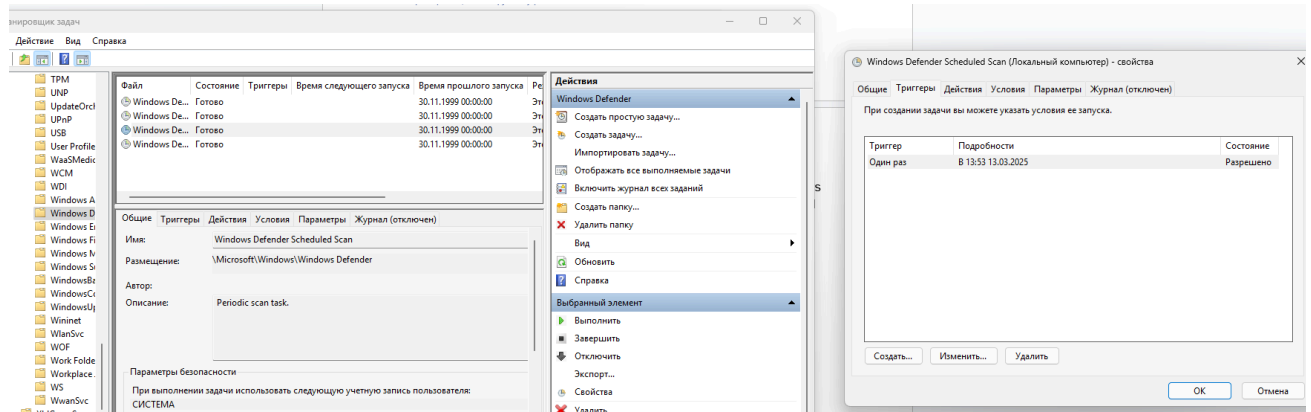 анировщик задач
Действие Вид Справка
TPM
UNP
UpdateOrch
UPnP
USB
User Profile
WaaSMedic
WCM
WDI
Windows A
Windows D
Windows Er
Windows Fi
Windows M
Windows Su
WindowsBa
WindowsCo
WindowsUp
Wininet
WlanSvc
WOF
Work Folde
Workplace
WS
WwanSvc
Файл Состояние Триггеры Время следующего запуска Время прошлого запуска Ре
Windows De... Готово 30.11.1999 00:00:00 Эт
Windows De... Готово 30.11.1999 00:00:00 Эт
Windows De... Готово 30.11.1999 00:00:00 Эт
Windows De... Готово 30.11.1999 00:00:00 Эт
Общие Триггеры Действия Условия Параметры Журнал (отключен)
Имя: Windows Defender Scheduled Scan
Размещение: \Microsoft\Windows\Windows Defender
Автор:
Описание: Periodic scan task.
Параметры безопасности
При выполнении задачи использовать следующую учетную запись пользователя:
СИСТЕМА
Действия
Windows Defender
Создать простую задачу...
Создать задачу...
Импортировать задачу...
Отображать все выполняемые задачи
Включить журнал всех заданий
Создать папку...
Удалить папку
Вид
Обновить
Справка
Выбранный элемент
Выполнить
Завершить
Отключить
Экспорт...
Свойства
Удалить
s
Windows Defender Scheduled Scan (Локальный компьютер) - свойства
Общие Триггеры Действия Условия Параметры Журнал (отключен)
При создании задачи вы можете указать условия ее запуска.
Триггер Подробности Состояние
Один раз В 13:53 13.03.2025 Разрешено
Создать... Изменить... Удалить
ОК Отмена